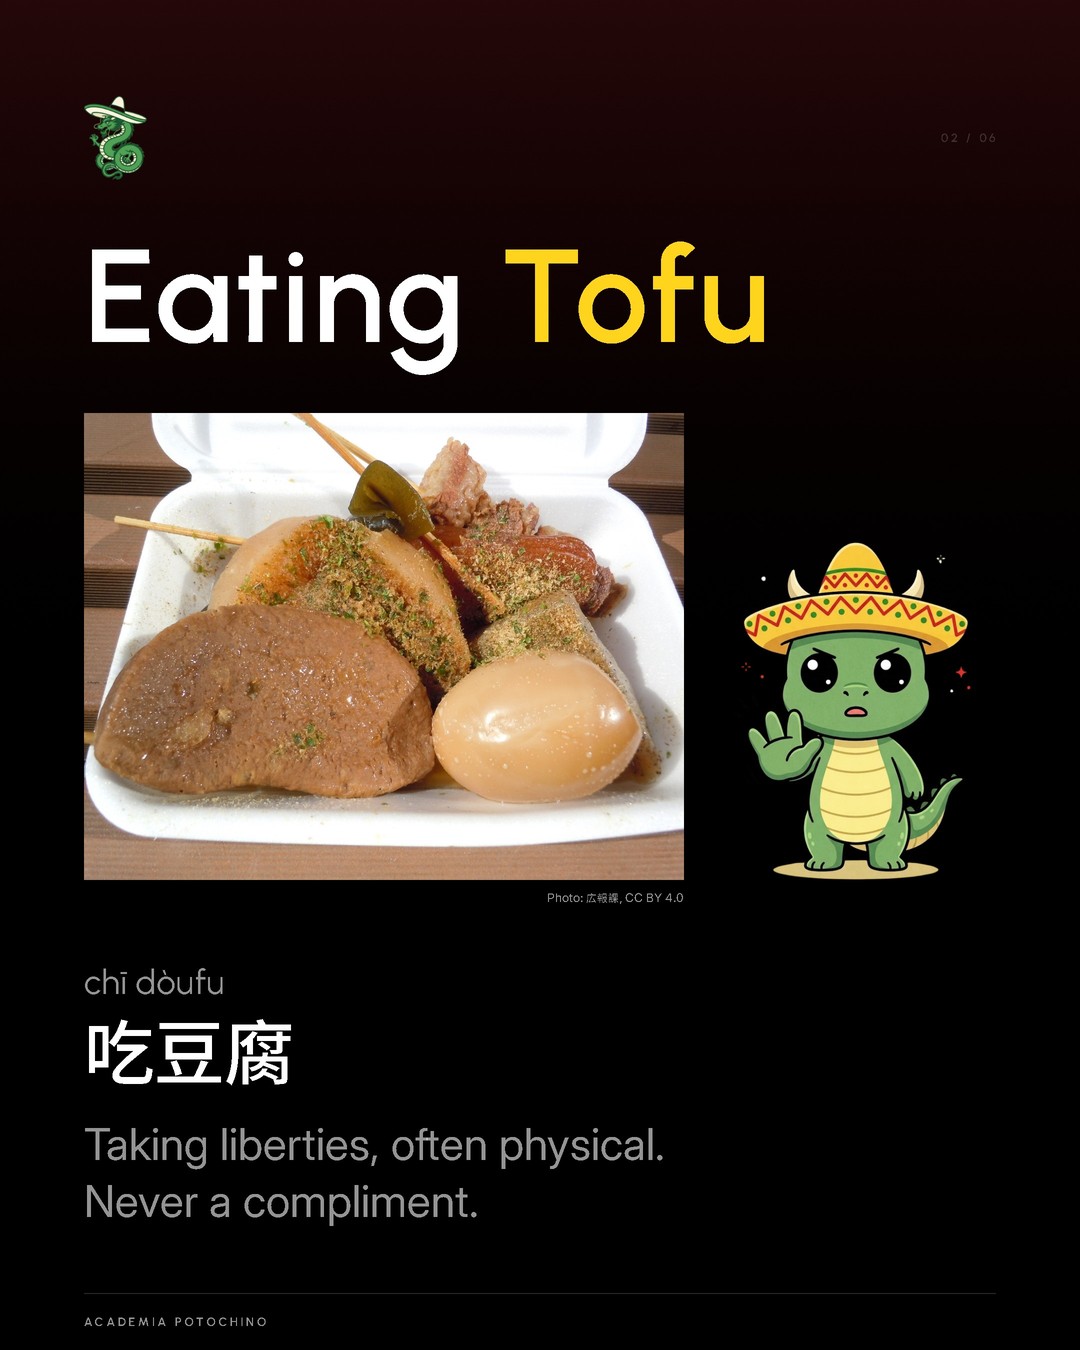 02 / 06
Eating Tofu
Photo: 広報課, CC BY 4.0
chī dòufu
吃豆腐
Taking liberties, often physical.
Never a compliment.
ACADEMIA POTOCHINO